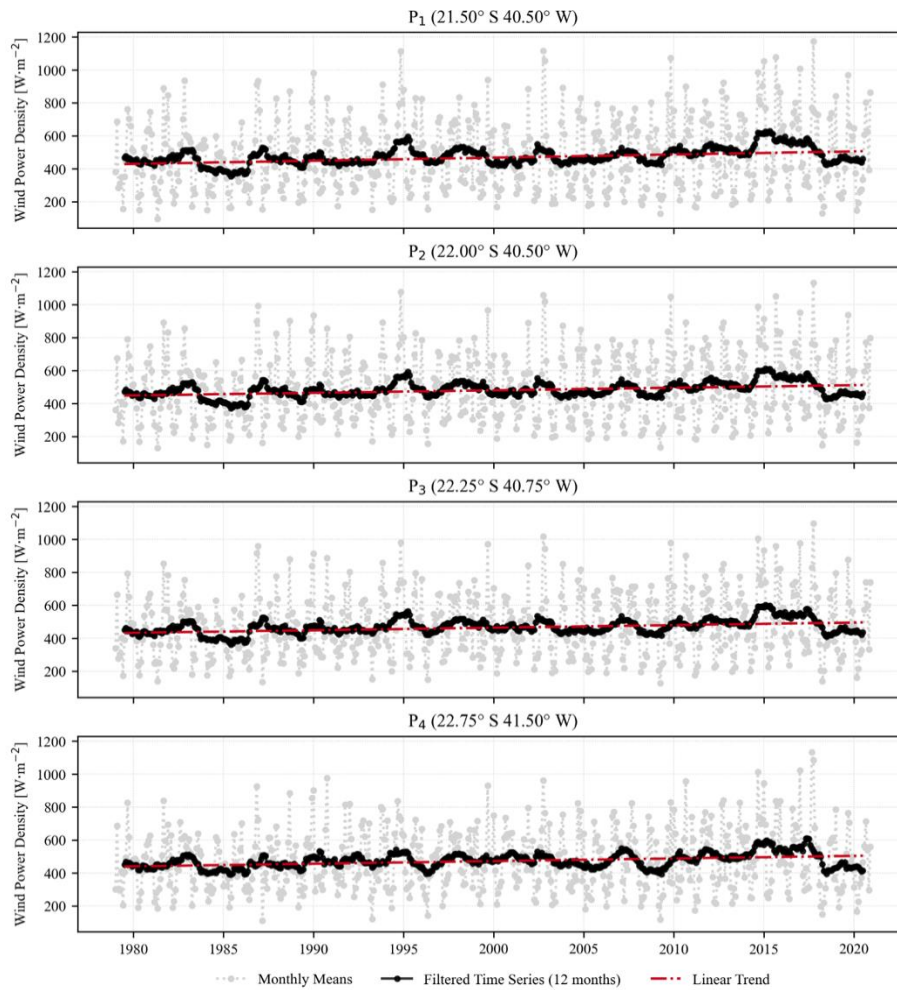 P₁ (21.50° S 40.50° W)
Wind Power Density [W·m⁻²]
1200
1000
800
600
400
200
P₂ (22.00° S 40.50° W)
Wind Power Density [W·m⁻²]
1200
1000
800
600
400
200
P₃ (22.25° S 40.75° W)
Wind Power Density [W·m⁻²]
1200
1000
800
600
400
200
P₄ (22.75° S 41.50° W)
Wind Power Density [W·m⁻²]
1200
1000
800
600
400
200
1980 1985 1990 1995 2000 2005 2010 2015 2020
Monthly Means Filtered Time Series (12 months) Linear Trend